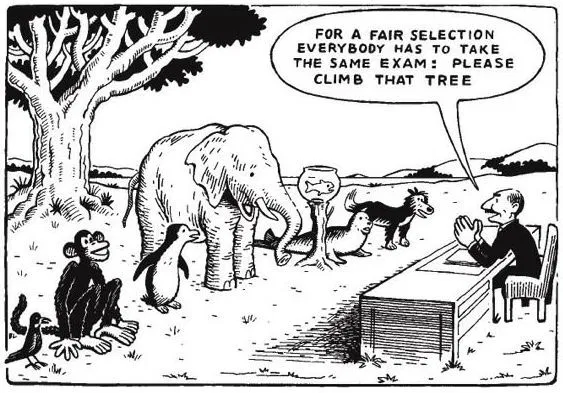 FOR A FAIR SELECTION
EVERYBODY HAS TO TAKE
THE SAME EXAM: PLEASE
CLIMB THAT TREE